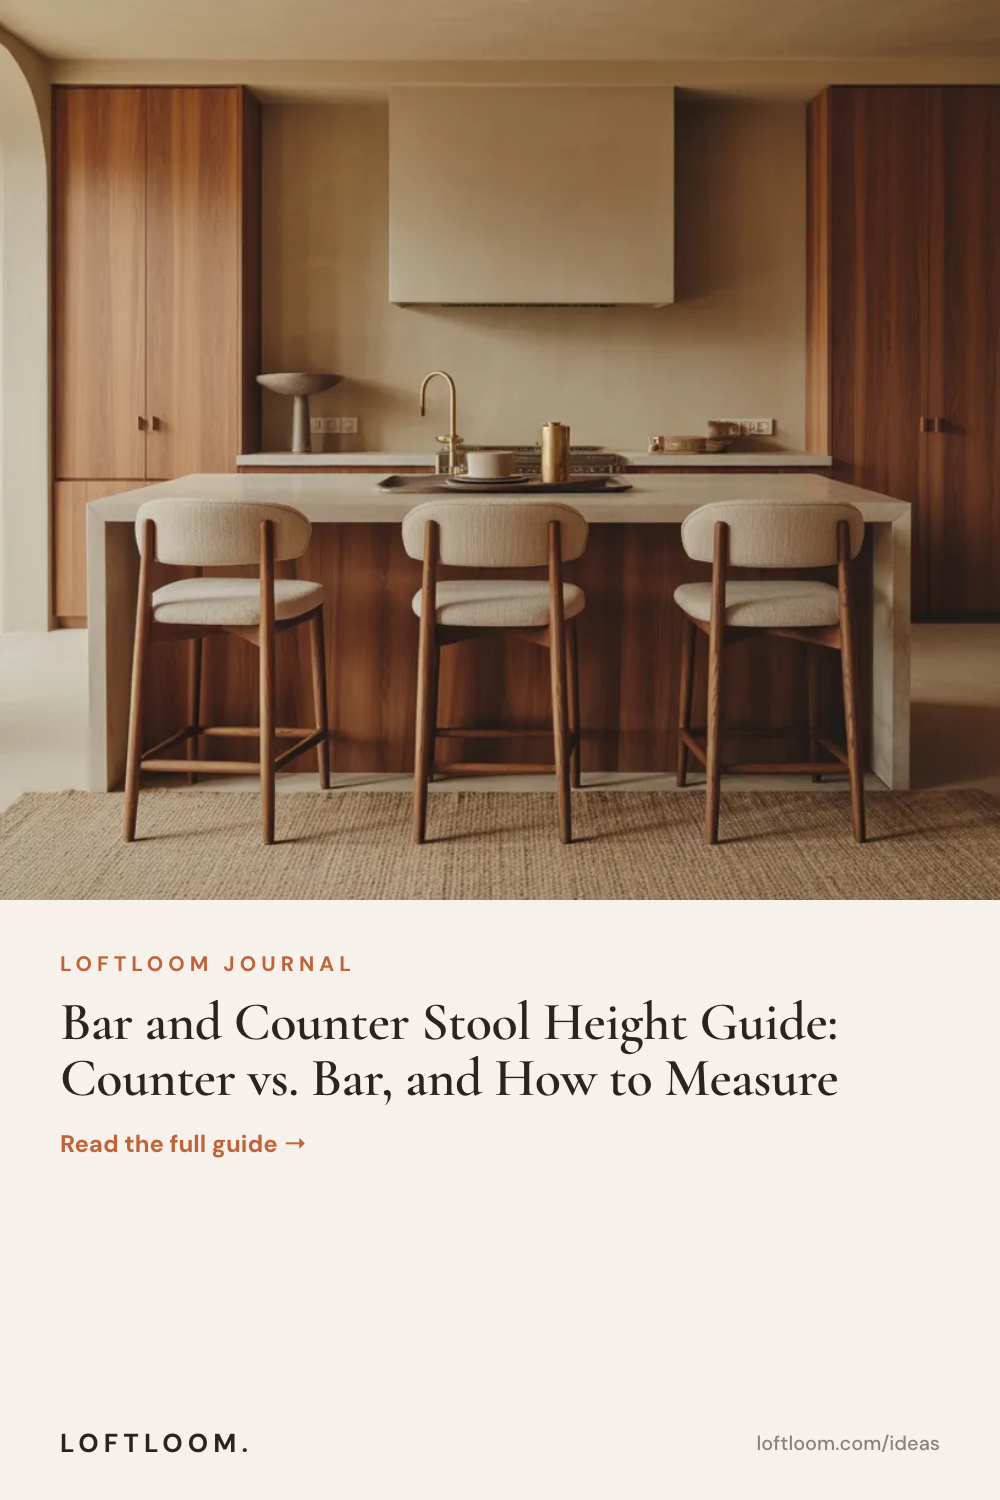 LOFTLOOM JOURNAL
Bar and Counter Stool Height Guide:
Counter vs. Bar, and How to Measure
Read the full guide →
LOFTLOOM.
loftloom.com/ideas